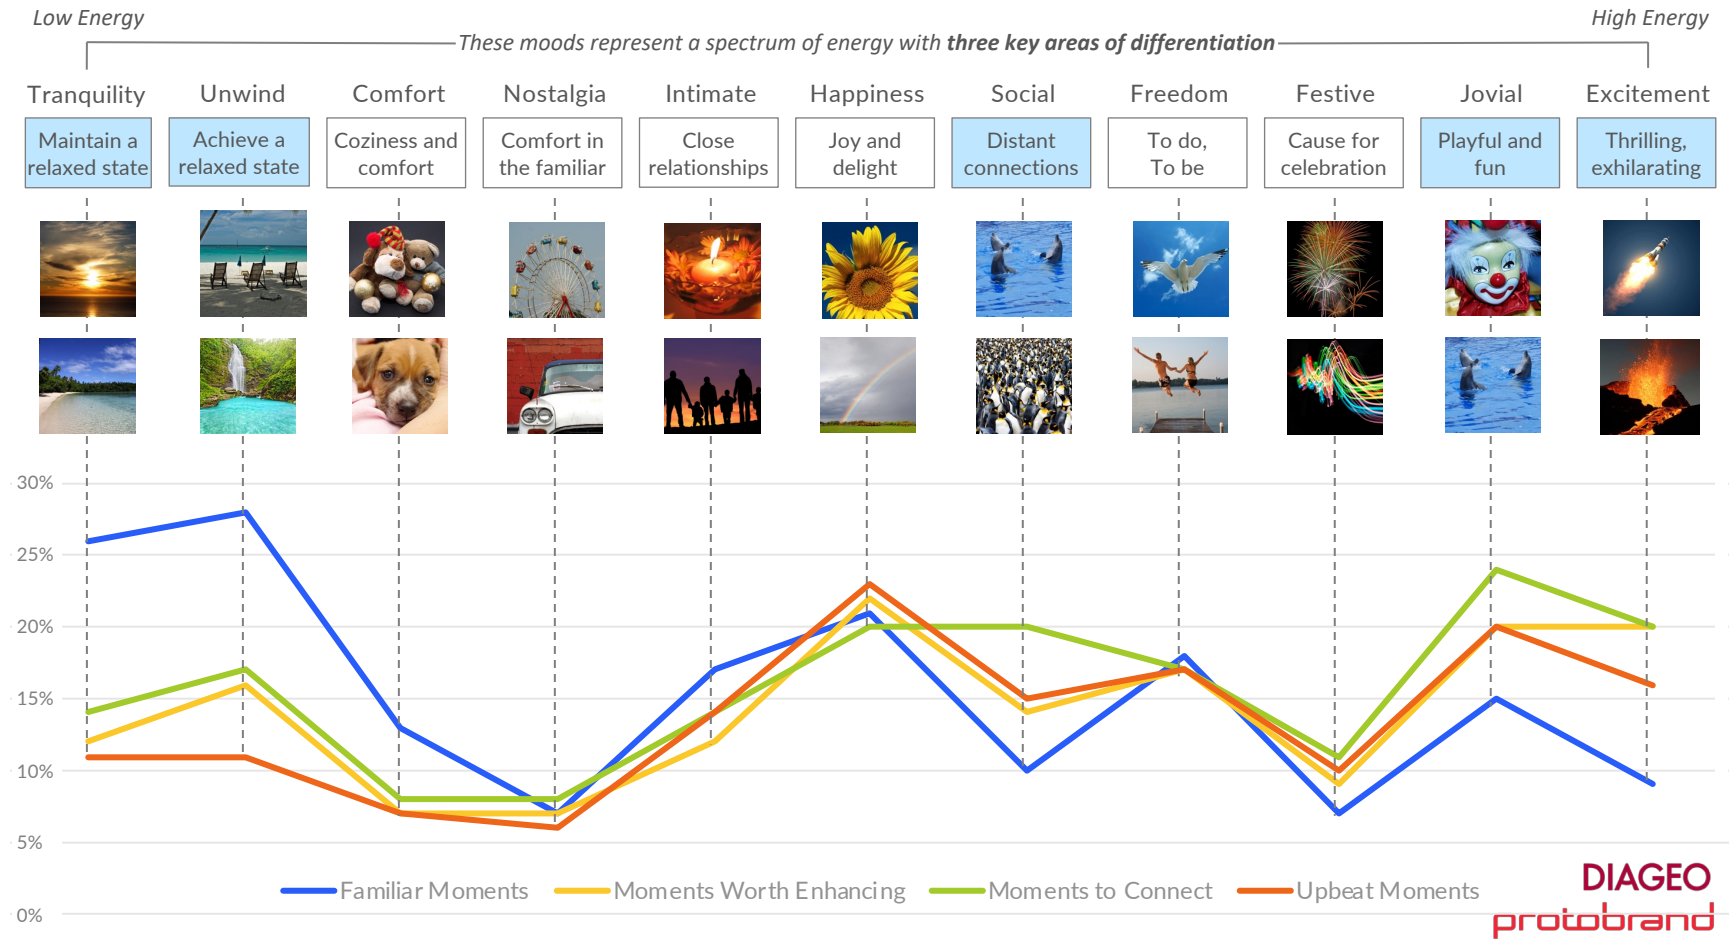 Low Energy
High Energy
These moods represent a spectrum of energy with three key areas of differentiation
Tranquility
Unwind
Comfort
Nostalgia
Intimate
Happiness
Social
Freedom
Festive
Jovial
Excitement
Maintain a
relaxed state
Achieve a
relaxed state
Coziness and
comfort
Comfort in
the familiar
Close
relationships
Joy and
delight
Distant
connections
To do,
To be
Cause for
celebration
Playful and
fun
Thrilling,
exhilarating
30%
25%
20%
15%
10%
5%
0%
Familiar Moments
Moments Worth Enhancing
Moments to Connect
Upbeat Moments
DIAGEO
protobrand